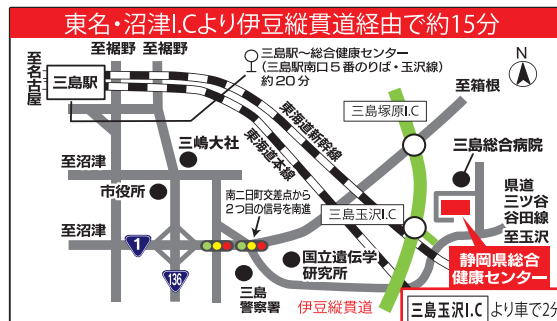 東名・沼津I.Cより伊豆縦貫道経由で約15分
至裾野 至裾野
至名古屋
三島駅
三島駅〜総合健康センター
(三島駅南口5番のりば・玉沢線)
約20分
N
至箱根
三島塚原I.C
東海道新幹線
東海道本線
三嶋大社
三島総合病院
至沼津
市役所
南二日町交差点から
2つ目の信号を南進
三島玉沢I.C
県道
三ツ谷
谷田線
至玉沢
至沼津
1
136
国立遺伝学
研究所
静岡県総合
健康センター
三島
警察署
伊豆縦貫道
三島玉沢I.C より車で2分